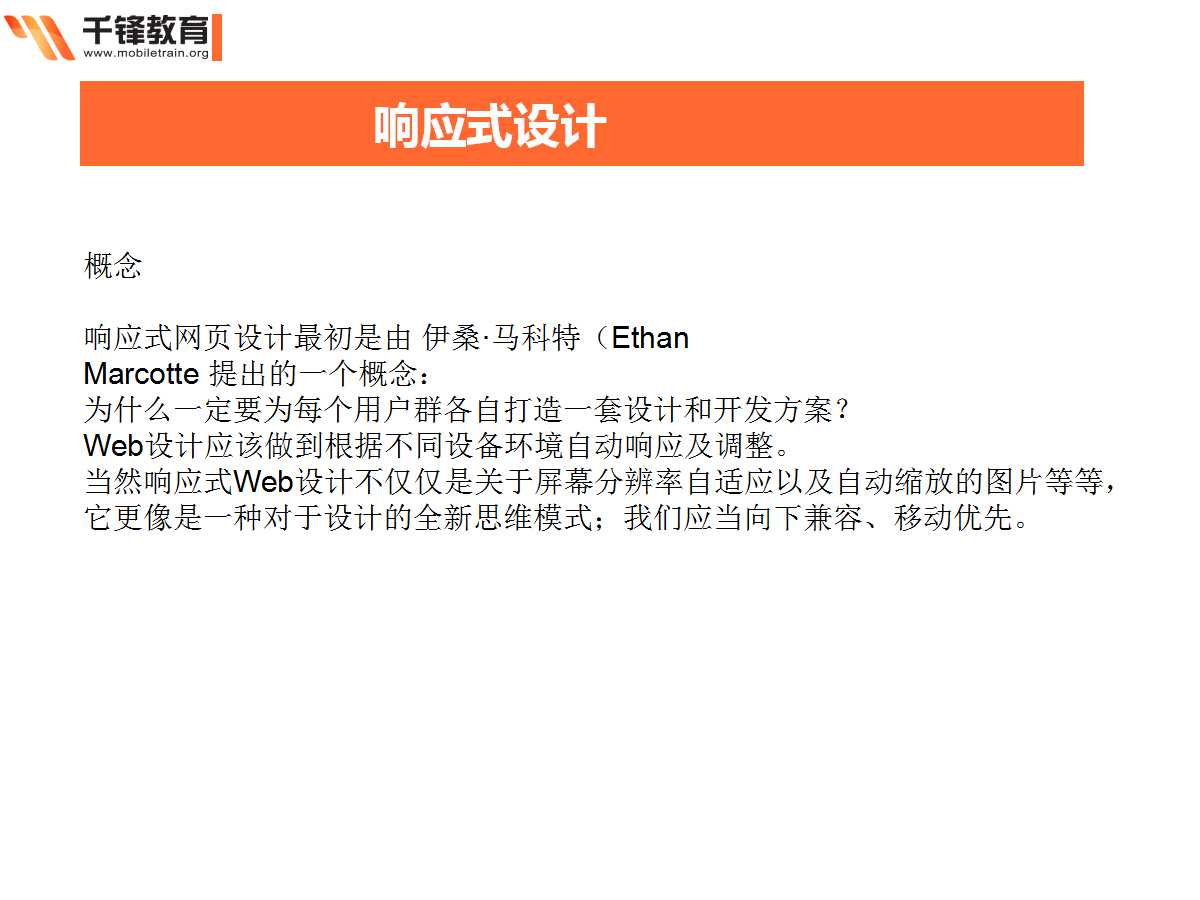 千锋教育
www.mobiletrain.org
响应式设计
概念
响应式网页设计最初是由 伊桑·马科特（Ethan
Marcotte 提出的一个概念：
为什么一定要为每个用户群各自打造一套设计和开发方案？
Web设计应该做到根据不同设备环境自动响应及调整。
当然响应式Web设计不仅仅是关于屏幕分辨率自适应以及自动缩放的图片等等，
它更像是一种对于设计的全新思维模式；我们应当向下兼容、移动优先。